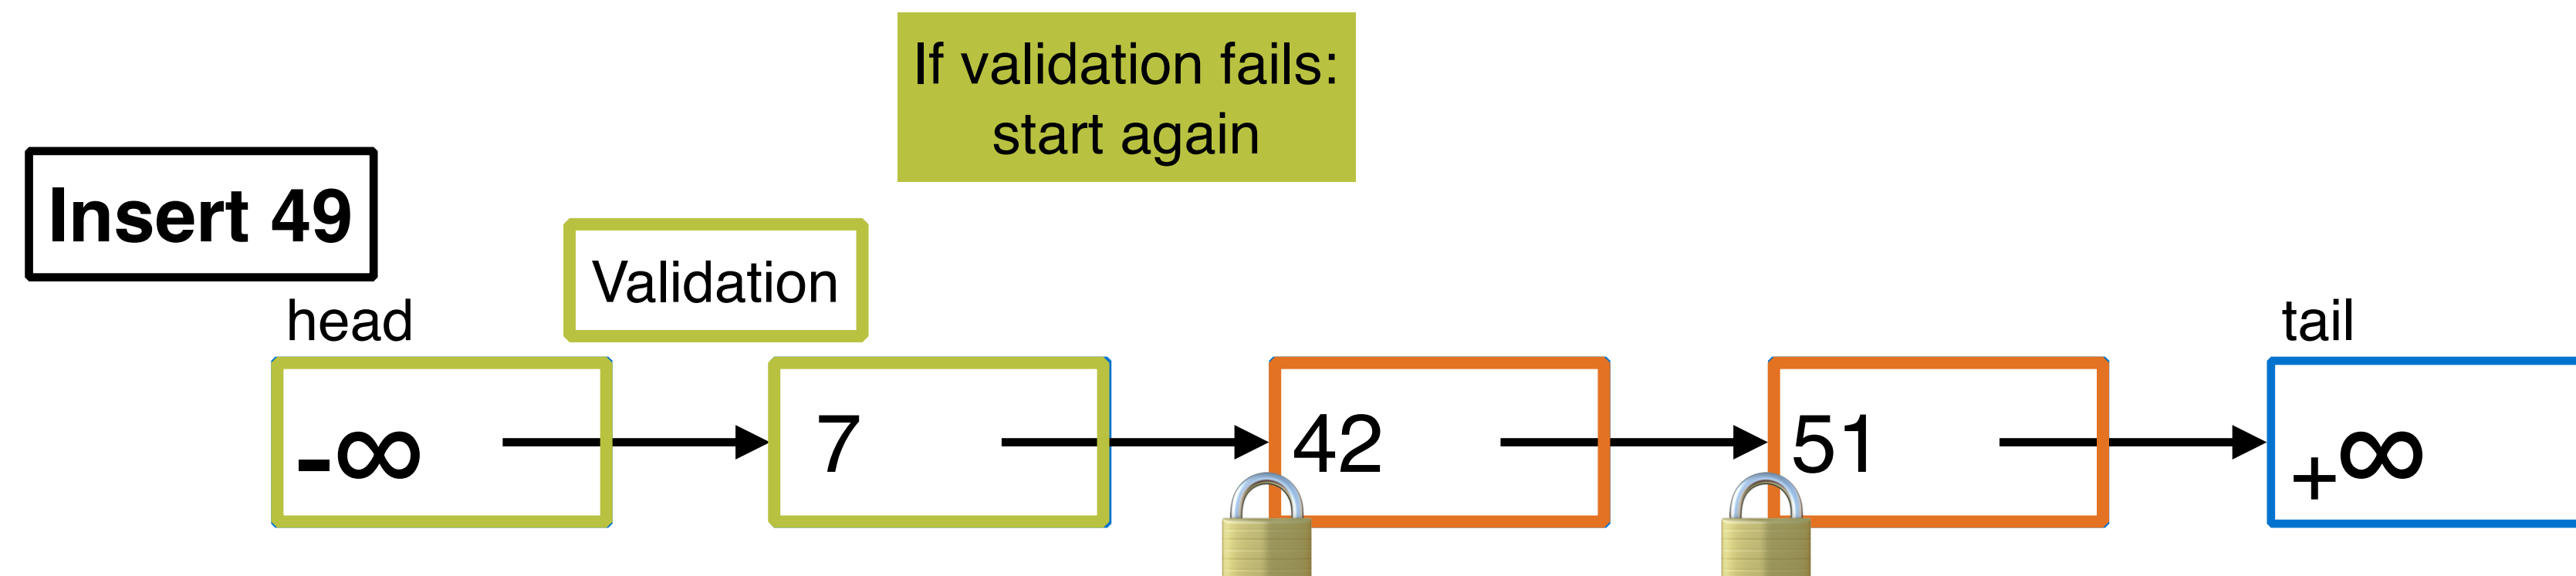 If validation fails:
start again
Insert 49
Validation
head
tail
-∞
7
42
51
+∞